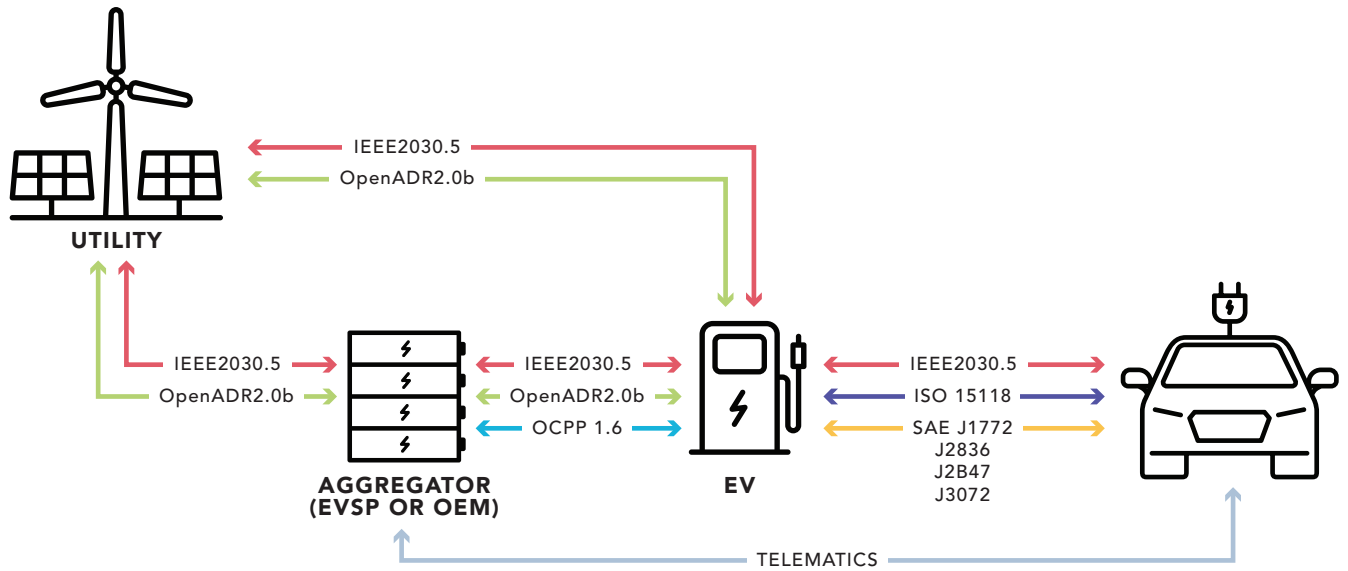 IEEE2030.5
OpenADR2.0b
UTILITY
IEEE2030.5
OpenADR2.0b
IEEE2030.5
OpenADR2.0b
OCPP 1.6
IEEE2030.5
ISO 15118
SAE J1772
J2836
J2B47
J3072
AGGREGATOR
(EVSP OR OEM)
EV
TELEMATICS